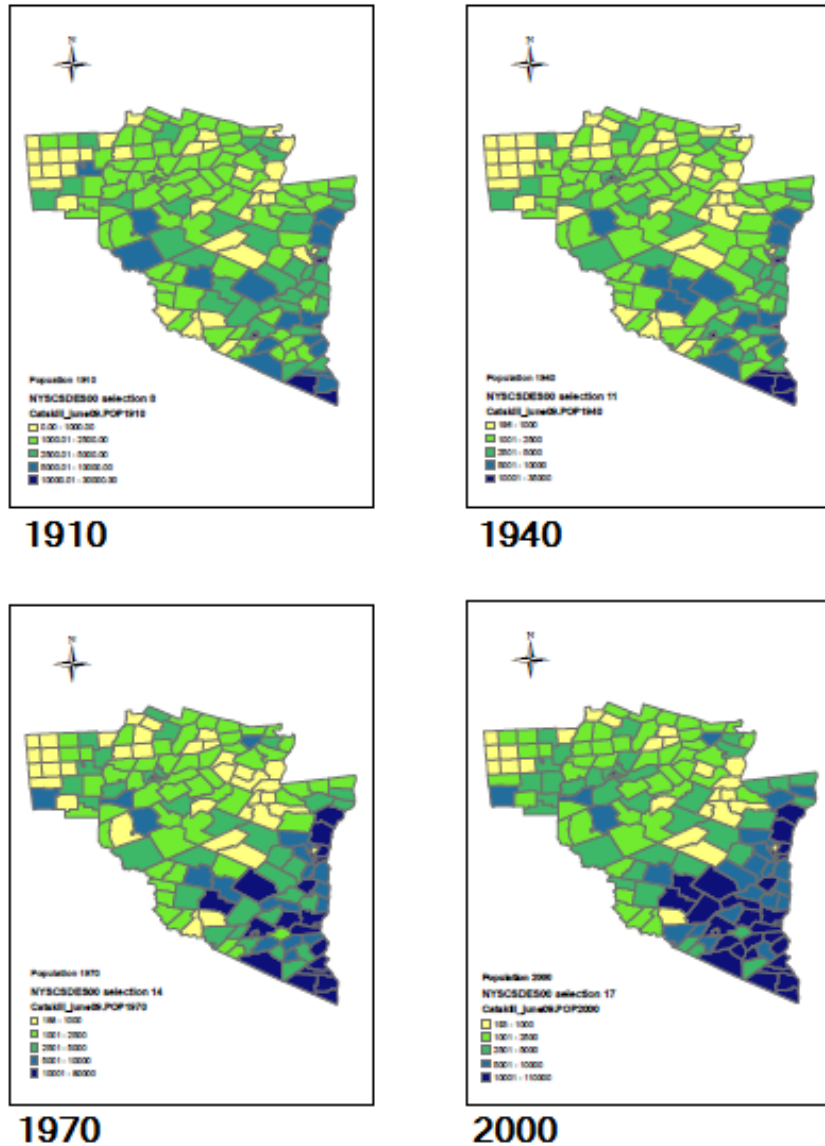 N
Population 1910
NYSCSDES00 selection 8
Catskill_june09.POP1910
0.00 - 1000.00
1000.01 - 2500.00
2500.01 - 5000.00
5000.01 - 10000.00
10000.01 - 30000.00
1910
N
Population 1940
NYSCSDES00 selection 11
Catskill_june09.POP1940
1001 - 2500
2501 - 5000
5001 - 10000
10001 - 35000
1940
N
Population 1970
NYSCSDES00 selection 14
Catskill_june09.POP1970
1001 - 2500
2501 - 5000
5001 - 10000
1970
N
Population 2000
NYSCSDES00 selection 17
Catskill_june09.POP2000
1001 - 2500
2501 - 5000
5001 - 10000
10001 - 110000
2000